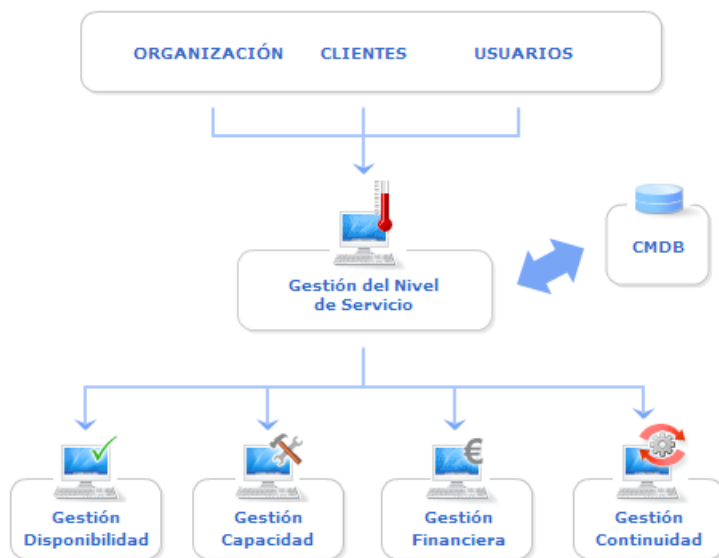 ORGANIZACIÓN CLIENTES USUARIOS
CMDB
Gestión del Nivel
de Servicio
Gestión
Disponibilidad
Gestión
Capacidad
€
Gestión
Financiera
Gestión
Continuidad